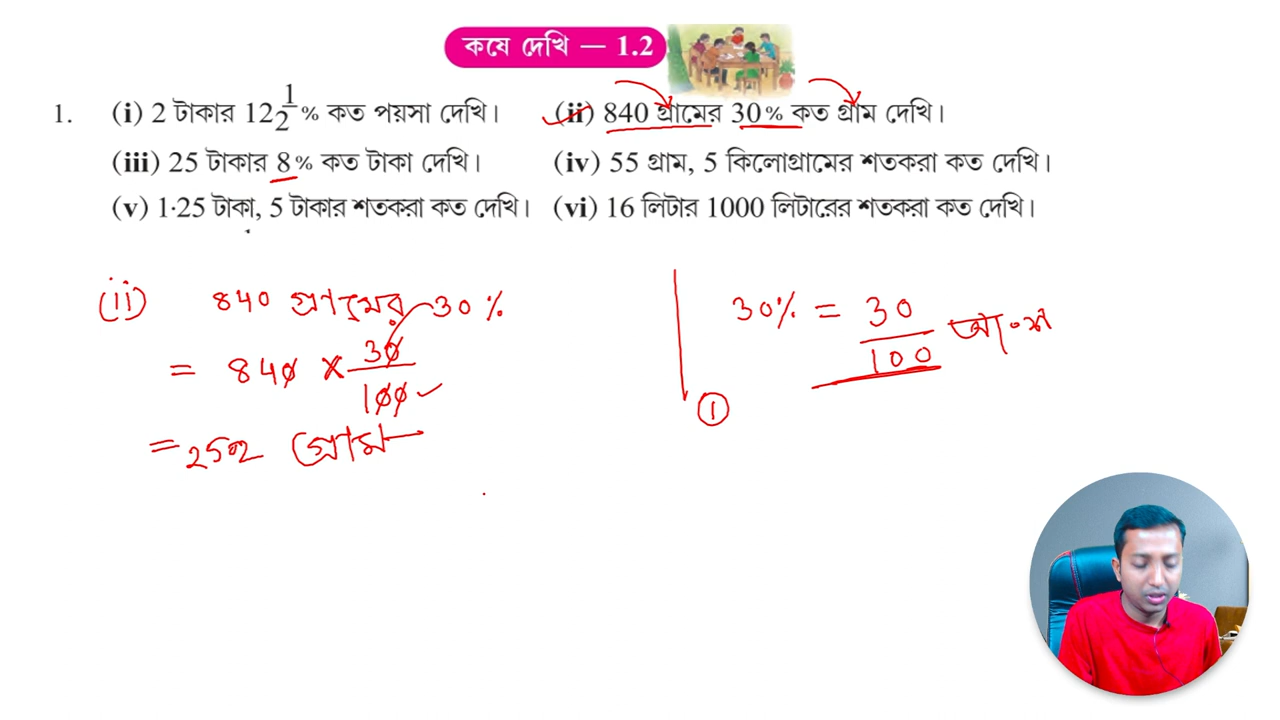 কষে দেখি — 1.2
1. (i) 2 টাকার 12 1/2 % কত পয়সা দেখি। (ii) 840 গ্রামের 30% কত গ্রাম দেখি।
(iii) 25 টাকার 8% কত টাকা দেখি। (iv) 55 গ্রাম, 5 কিলোগ্রামের শতকরা কত দেখি।
(v) 1·25 টাকা, 5 টাকার শতকরা কত দেখি। (vi) 16 লিটার 1000 লিটারের শতকরা কত দেখি।
(ii) 840 গ্রামের 30%
= 840 × 30/100
= 252 গ্রাম
30% = 30/100 অংশ
1